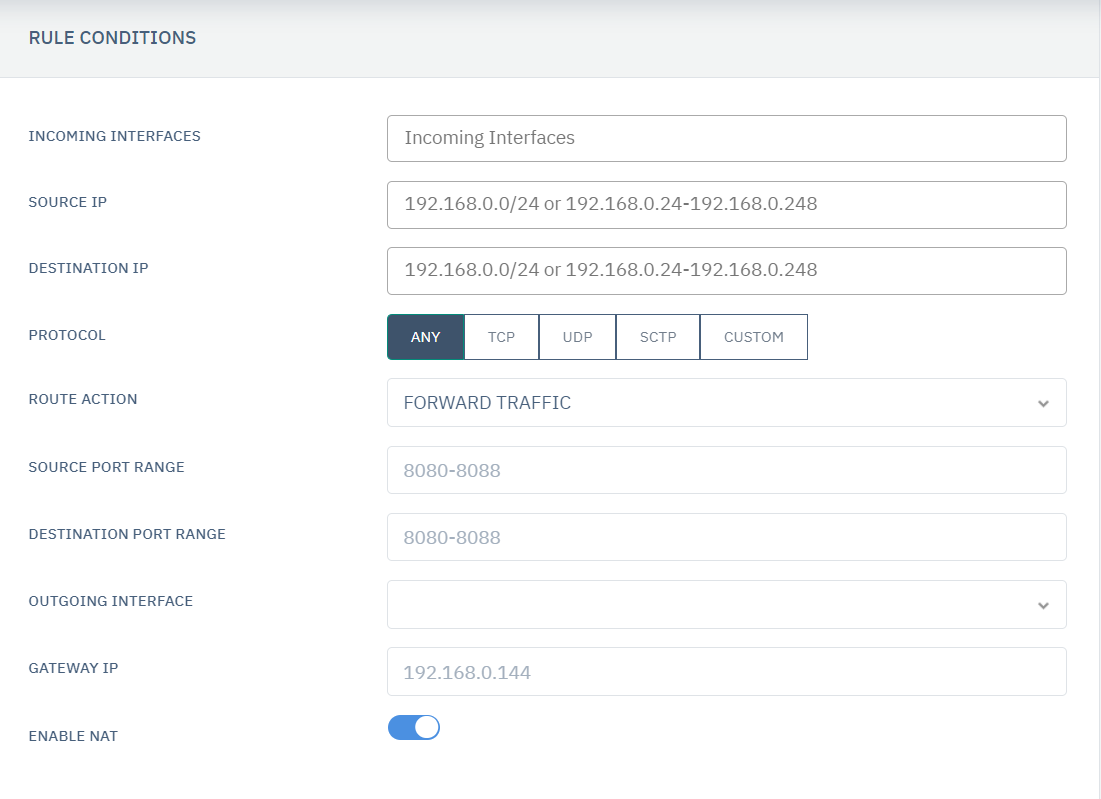 RULE CONDITIONS
INCOMING INTERFACES
Incoming Interfaces
SOURCE IP
192.168.0.0/24 or 192.168.0.24-192.168.0.248
DESTINATION IP
192.168.0.0/24 or 192.168.0.24-192.168.0.248
PROTOCOL
ANY TCP UDP SCTP CUSTOM
ROUTE ACTION
FORWARD TRAFFIC
SOURCE PORT RANGE
8080-8088
DESTINATION PORT RANGE
8080-8088
OUTGOING INTERFACE
GATEWAY IP
192.168.0.144
ENABLE NAT